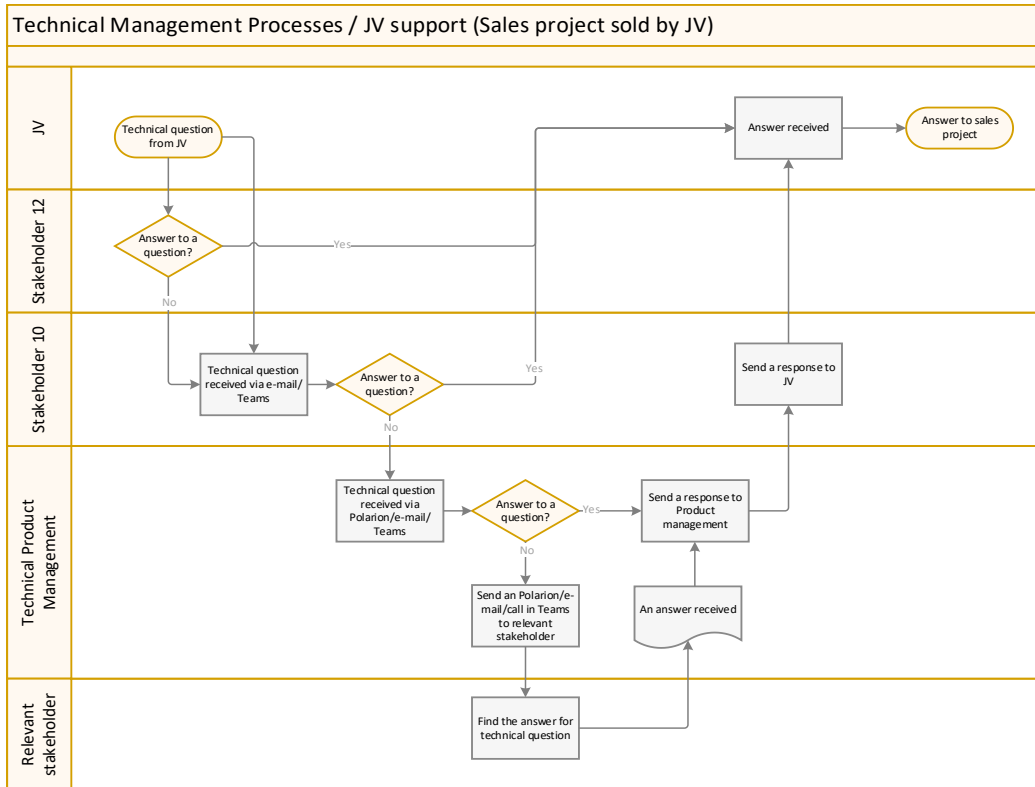 Technical Management Processes / JV support (Sales project sold by JV)
JV
Technical question
from JV
Answer received
Answer to sales
project
Stakeholder 12
Answer to a
question?
Yes
No
Stakeholder 10
Technical question
received via e-mail/
Teams
Answer to a
question?
Yes
No
Send a response to
JV
Technical Product
Management
Technical question
received via
Polarion/e-mail/
Teams
Answer to a
question?
Yes
No
Send a response to
Product
management
Send an Polarion/e-
mail/call in Teams
to relevant
stakeholder
An answer received
Relevant
stakeholder
Find the answer for
technical question